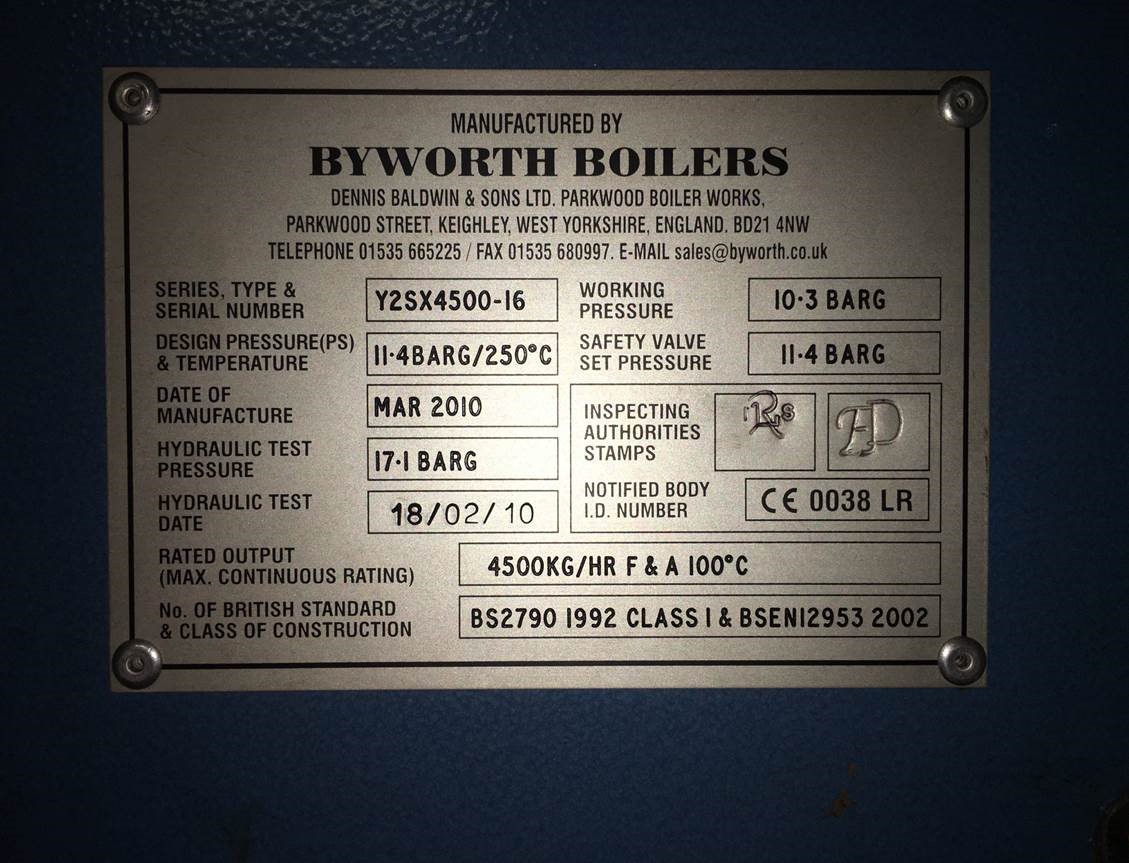 MANUFACTURED BY
BYWORTH BOILERS
DENNIS BALDWIN & SONS LTD. PARKWOOD BOILER WORKS,
PARKWOOD STREET, KEIGHLEY, WEST YORKSHIRE, ENGLAND. BD21 4NW
TELEPHONE 01535 665225 / FAX 01535 680997. E-MAIL sales@byworth.co.uk
SERIES, TYPE &
SERIAL NUMBER
Y2SX4500-16
WORKING
PRESSURE
10·3 BARG
DESIGN PRESSURE(PS)
& TEMPERATURE
11·4BARG/250°C
SAFETY VALVE
SET PRESSURE
11·4 BARG
DATE OF
MANUFACTURE
MAR 2010
HYDRAULIC TEST
PRESSURE
17·1 BARG
HYDRAULIC TEST
DATE
18/02/10
INSPECTING
AUTHORITIES
STAMPS
NOTIFIED BODY
I.D. NUMBER
CE 0038 LR
RATED OUTPUT
(MAX. CONTINUOUS RATING)
4500KG/HR F & A 100°C
No. OF BRITISH STANDARD
& CLASS OF CONSTRUCTION
BS2790 1992 CLASS 1 & BSEN12953 2002